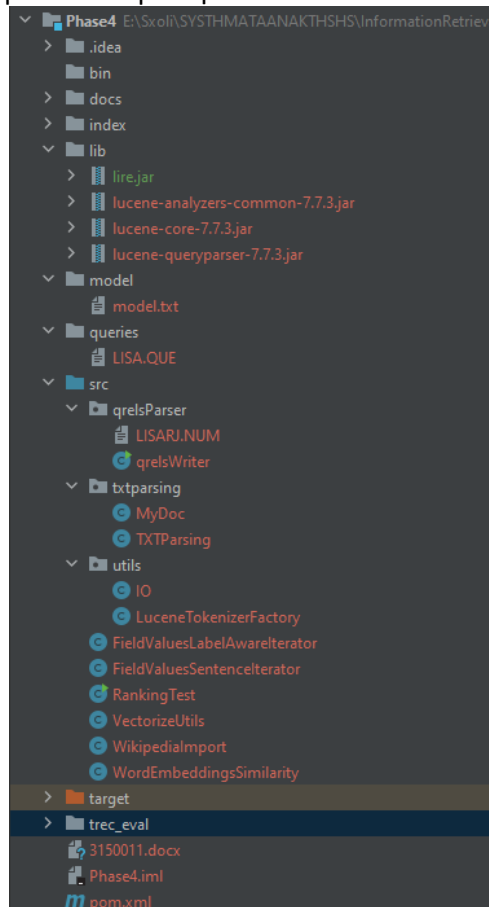 Phase4 E:\Sxoli\SYSTHMATAANAKTHSHS\InformationRetriev
.idea
bin
docs
index
lib
lire.jar
lucene-analyzers-common-7.7.3.jar
lucene-core-7.7.3.jar
lucene-queryparser-7.7.3.jar
model
model.txt
queries
LISA.QUE
src
qrelsParser
LISARJ.NUM
qrelsWriter
txtparsing
MyDoc
TXTParsing
utils
IO
LuceneTokenizerFactory
FieldValuesLabelAwareIterator
FieldValuesSentenceIterator
RankingTest
VectorizeUtils
WikipediaImport
WordEmbeddingsSimilarity
target
trec_eval
3150011.docx
Phase4.iml
pom.xml